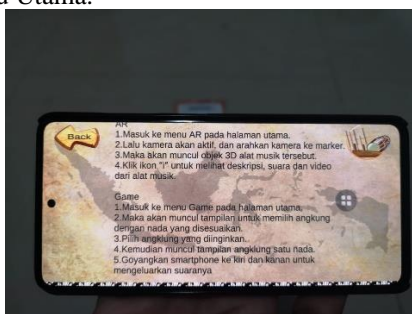 d Utama.
Back
AR
1.Masuk ke menu AR pada halaman utama.
2.Lalu kamera akan aktif, dan arahkan kamera ke marker.
3.Maka akan muncul objek 3D alat musik tersebut.
4.Klik ikon "i" untuk melihat deskripsi, suara dan video
dari alat musik.
Game
1.Masuk ke menu Game pada halaman utama.
2.Maka akan muncul tampilan untuk memilih angkung
dengan nada yang disesuaikan.
3.Pilih angklung yang diinginkan.
4.Kemudian muncul tampilan angklung satu nada.
5.Goyangkan smartphone ke kiri dan kanan untuk
mengeluarkan suaranya